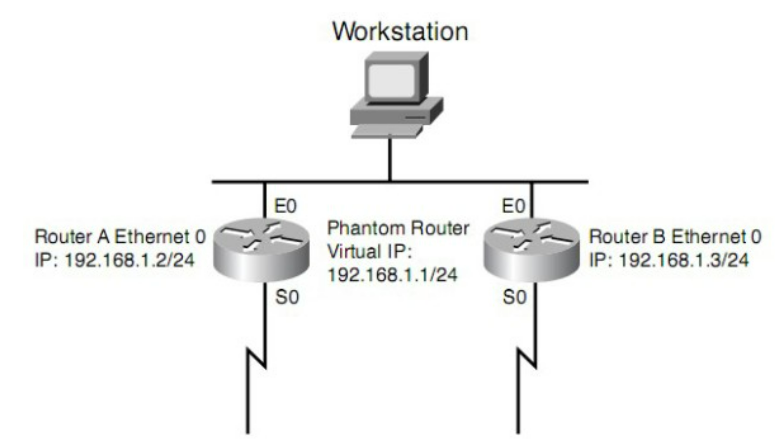 Workstation
E0
E0
Router A Ethernet 0
IP: 192.168.1.2/24
Phantom Router
Virtual IP:
192.168.1.1/24
Router B Ethernet 0
IP: 192.168.1.3/24
S0
S0